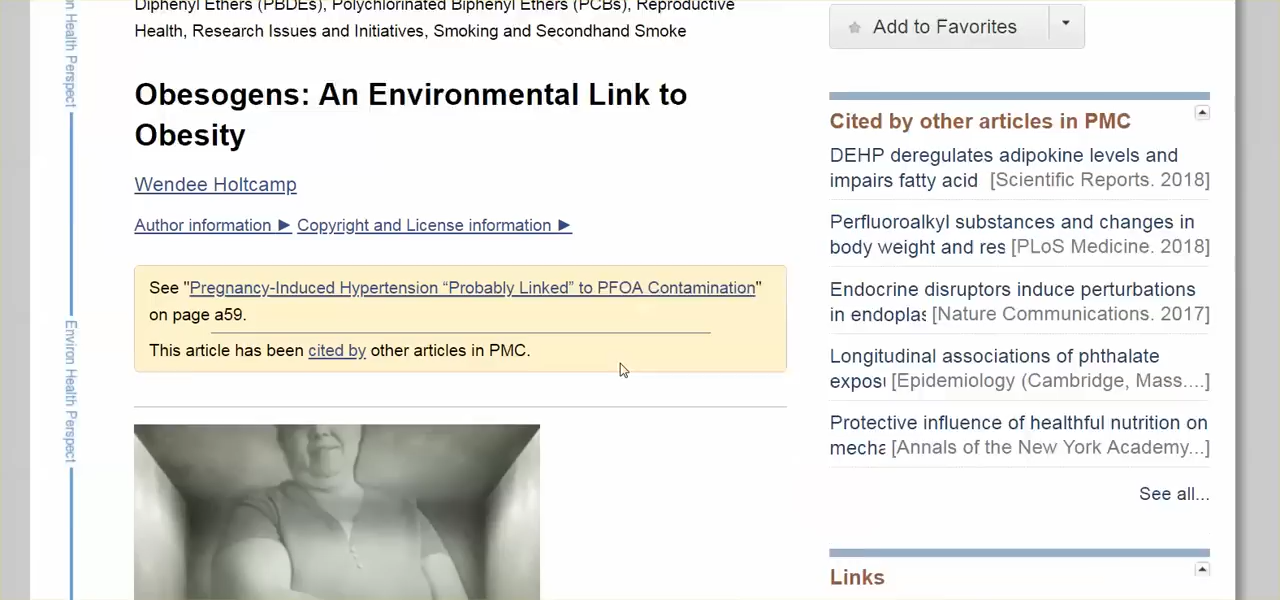 Diphenyl Ethers (PBDEs), Polychlorinated Biphenyl Ethers (PCBs), Reproductive
Health, Research Issues and Initiatives, Smoking and Secondhand Smoke
Obesogens: An Environmental Link to
Obesity
Wendee Holtcamp
Author information ► Copyright and License information ►
See "Pregnancy-Induced Hypertension “Probably Linked” to PFOA Contamination"
on page a59.
This article has been cited by other articles in PMC.
n Health Perspect
Environ Health Perspect
Add to Favorites
Cited by other articles in PMC
DEHP deregulates adipokine levels and
impairs fatty acid [Scientific Reports. 2018]
Perfluoroalkyl substances and changes in
body weight and res [PLoS Medicine. 2018]
Endocrine disruptors induce perturbations
in endoplas [Nature Communications. 2017]
Longitudinal associations of phthalate
expos [Epidemiology (Cambridge, Mass....]
Protective influence of healthful nutrition on
mecha [Annals of the New York Academy...]
See all...
Links